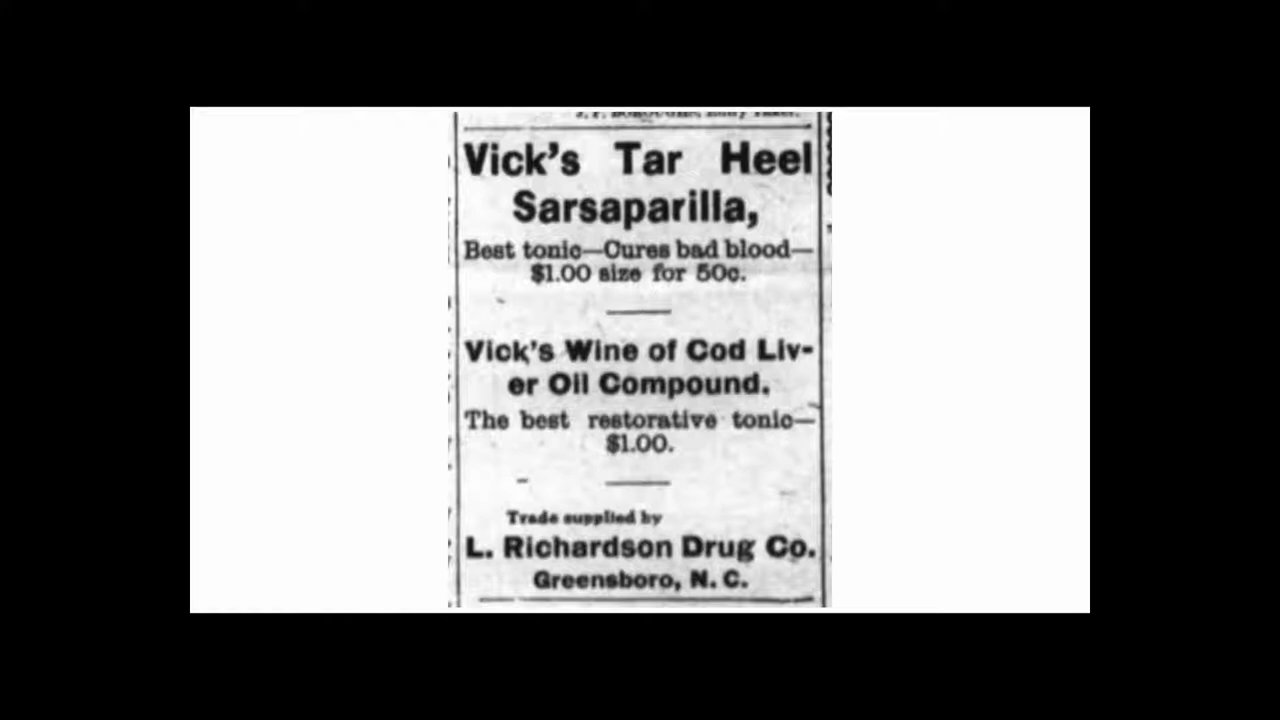 Vick's Tar Heel
Sarsaparilla,
Best tonic—Cures bad blood—
$1.00 size for 50c.
Vick's Wine of Cod Liv-
er Oil Compound.
The best restorative tonic—
$1.00.
Trade supplied by
L. Richardson Drug Co.
Greensboro, N. C.